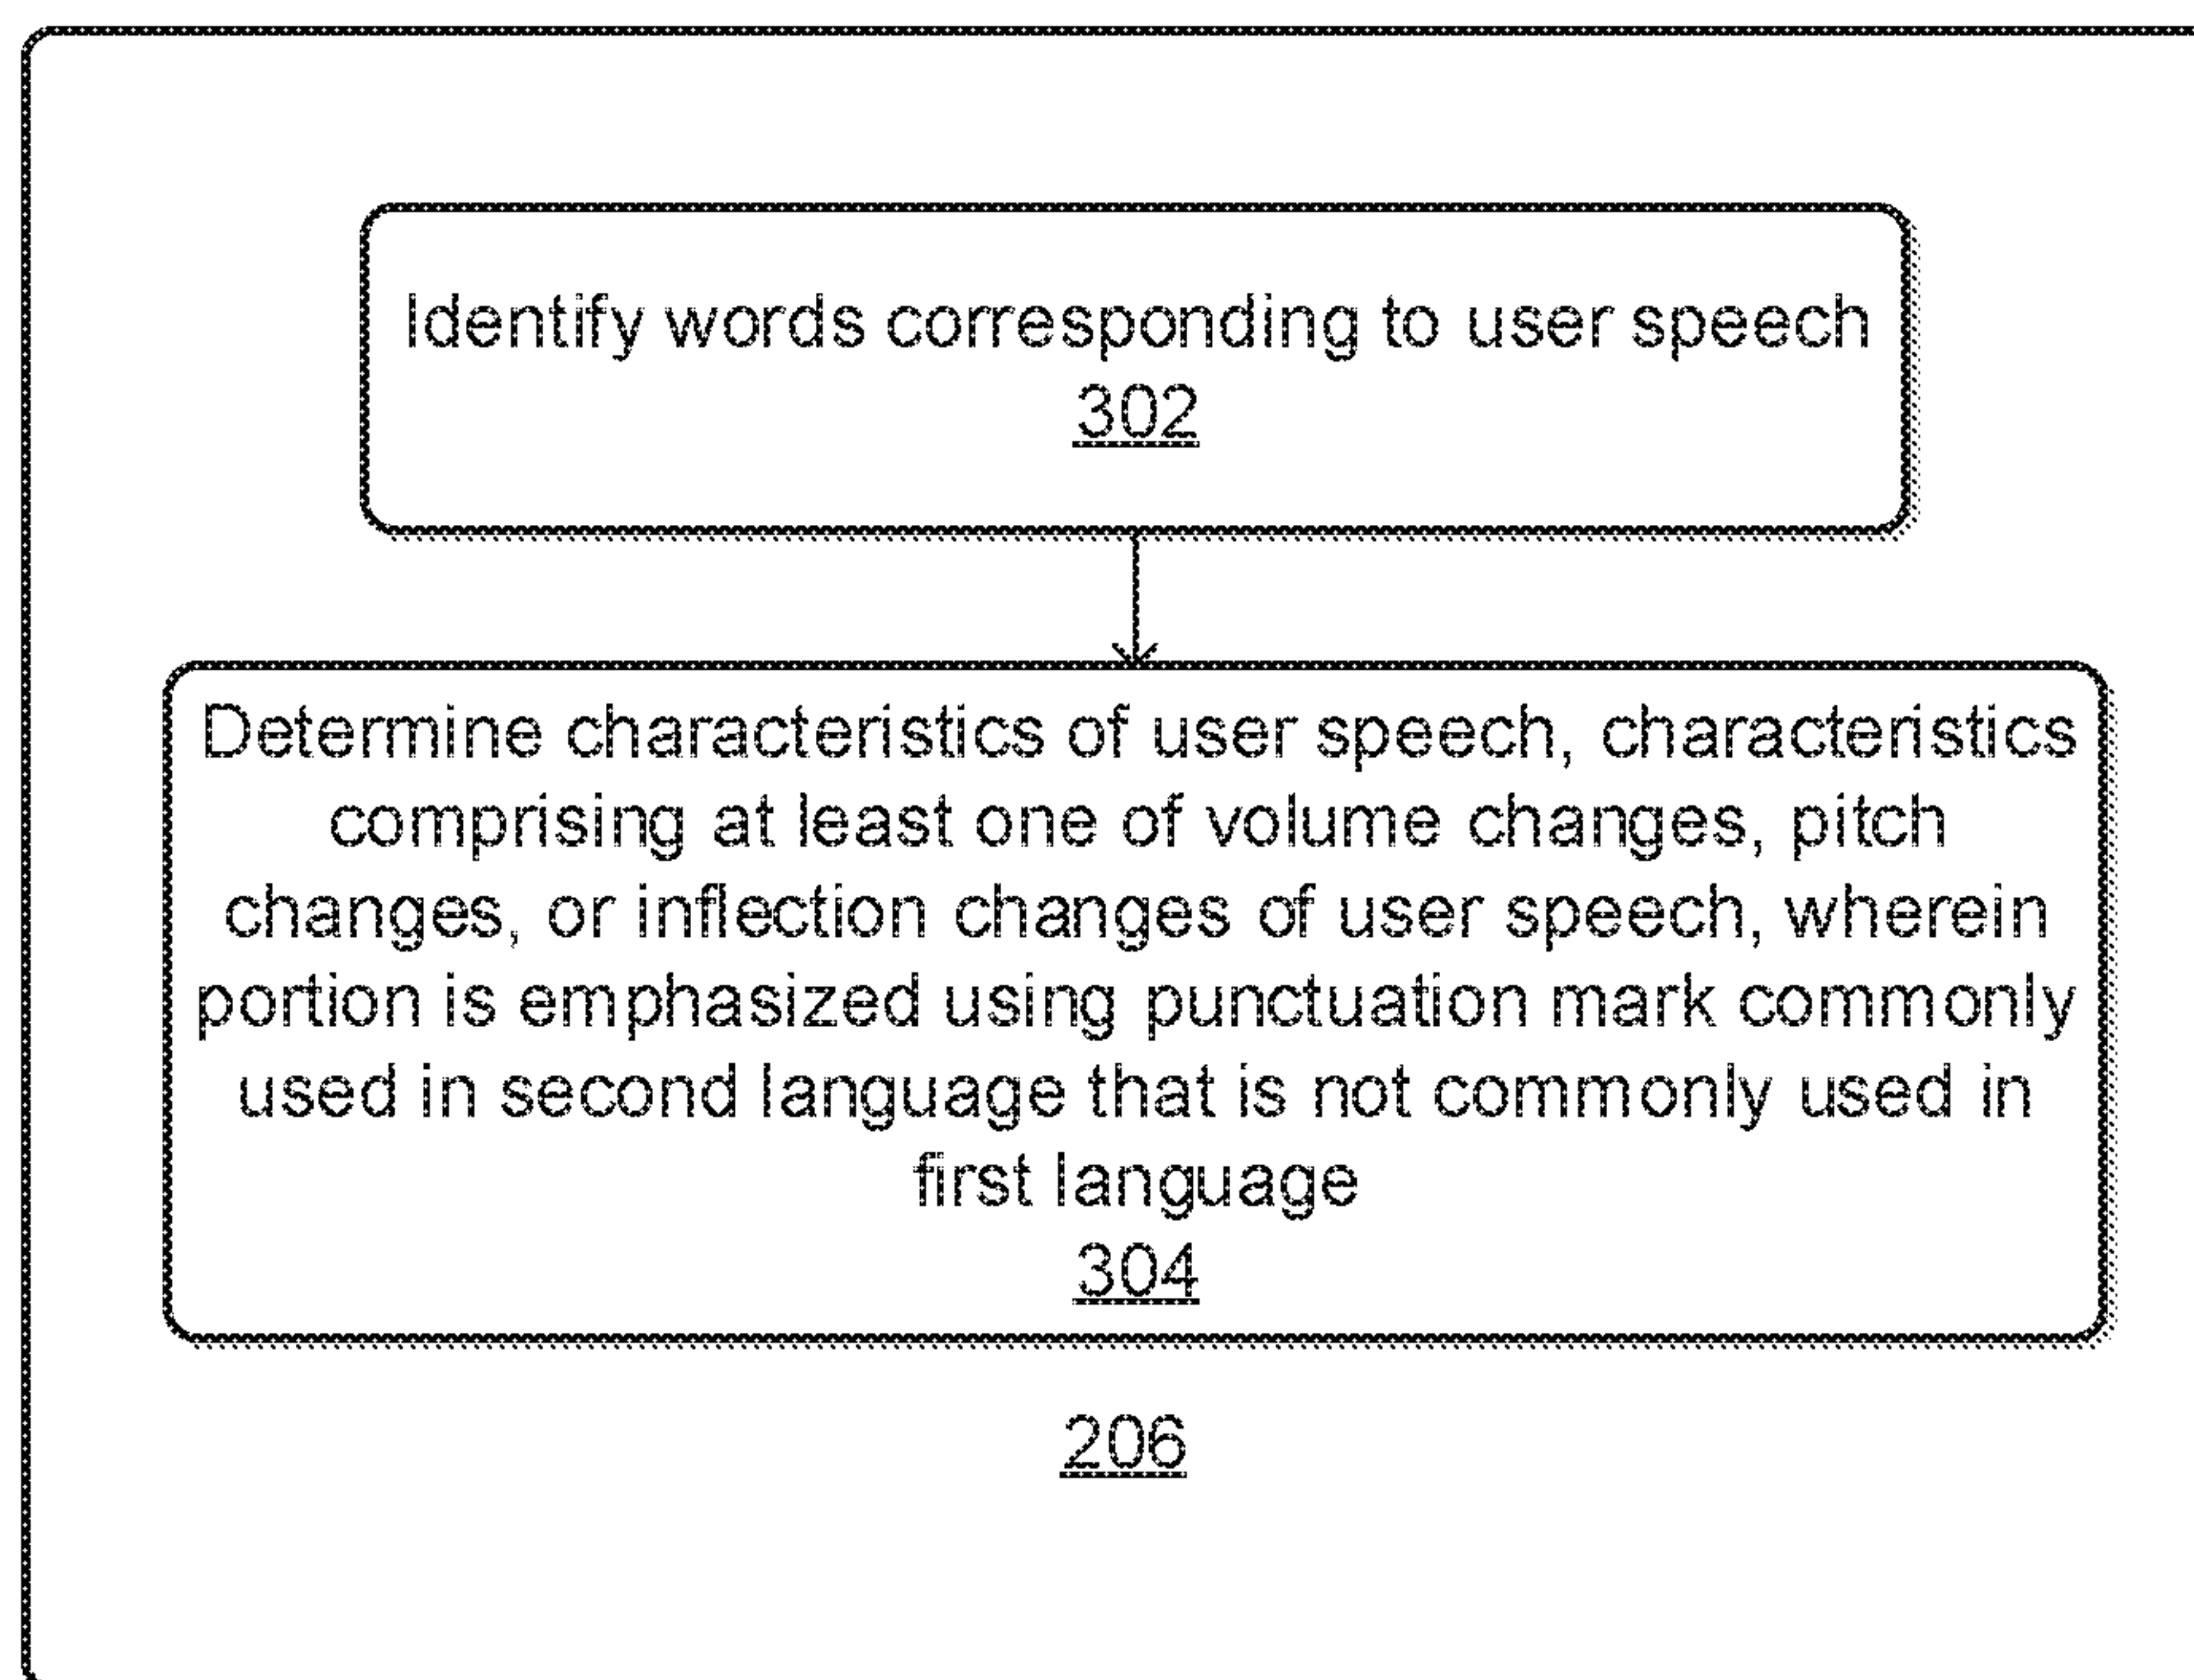 Identify words corresponding to user speech
302
Determine characteristics of user speech, characteristics
comprising at least one of volume changes, pitch
changes, or inflection changes of user speech, wherein
portion is emphasized using punctuation mark commonly
used in second language that is not commonly used in
first language
304
206